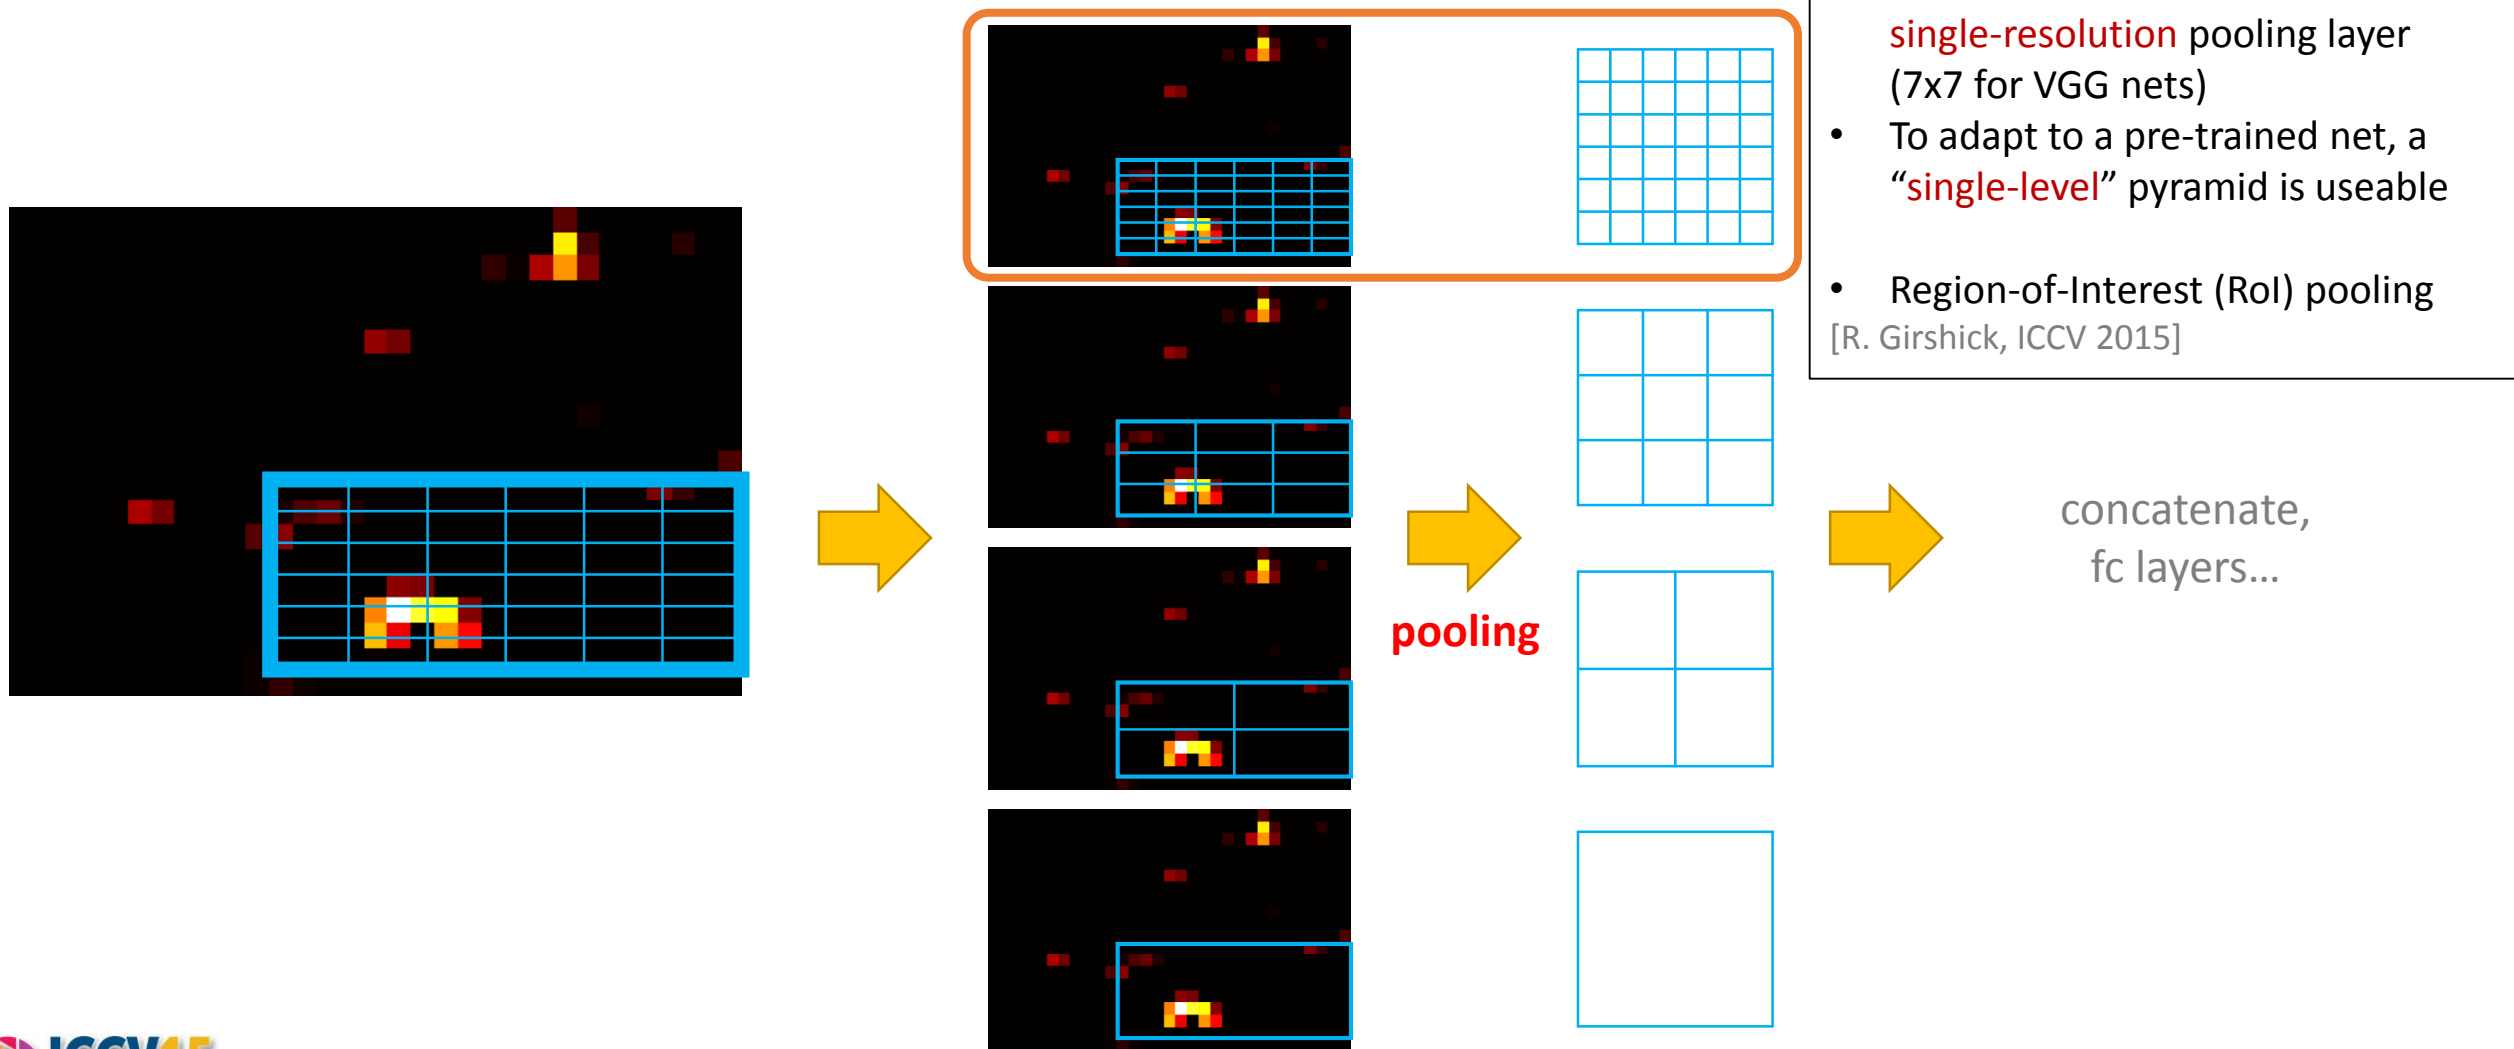 single-resolution pooling layer
(7x7 for VGG nets)
• To adapt to a pre-trained net, a
“single-level” pyramid is useable
• Region-of-Interest (RoI) pooling
[R. Girshick, ICCV 2015]
pooling
concatenate,
fc layers…
ICCV15